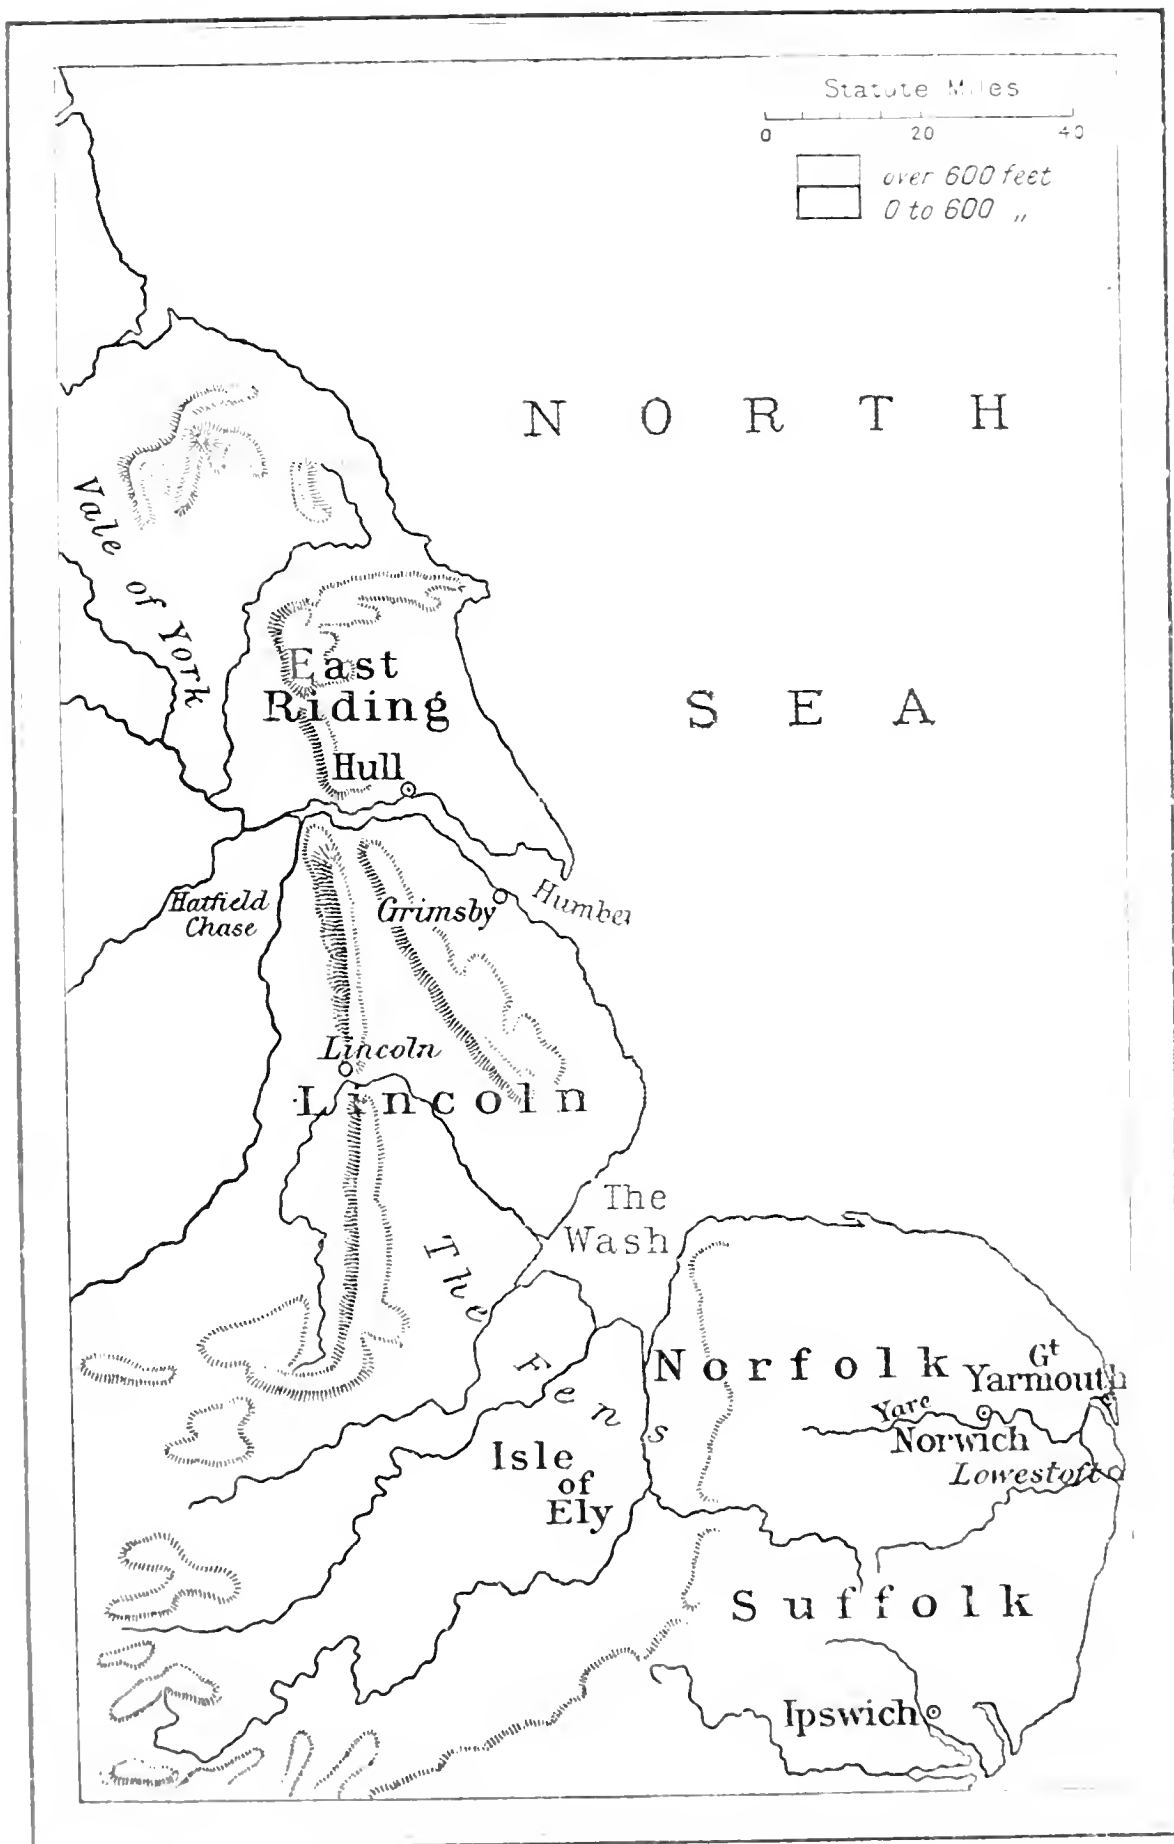 Statute Miles
0 20 40
over 600 feet
0 to 600 „
NORTH
SEA
Vale of York
East
Riding
Hull
Hatfield
Chase
Grimsby
Humber
Lincoln
Lincoln
The
Wash
The Fens
Norfolk
Gt
Yarmouth
Yare
Norwich
Lowestoft
Isle
of
Ely
Suffolk
Ipswich